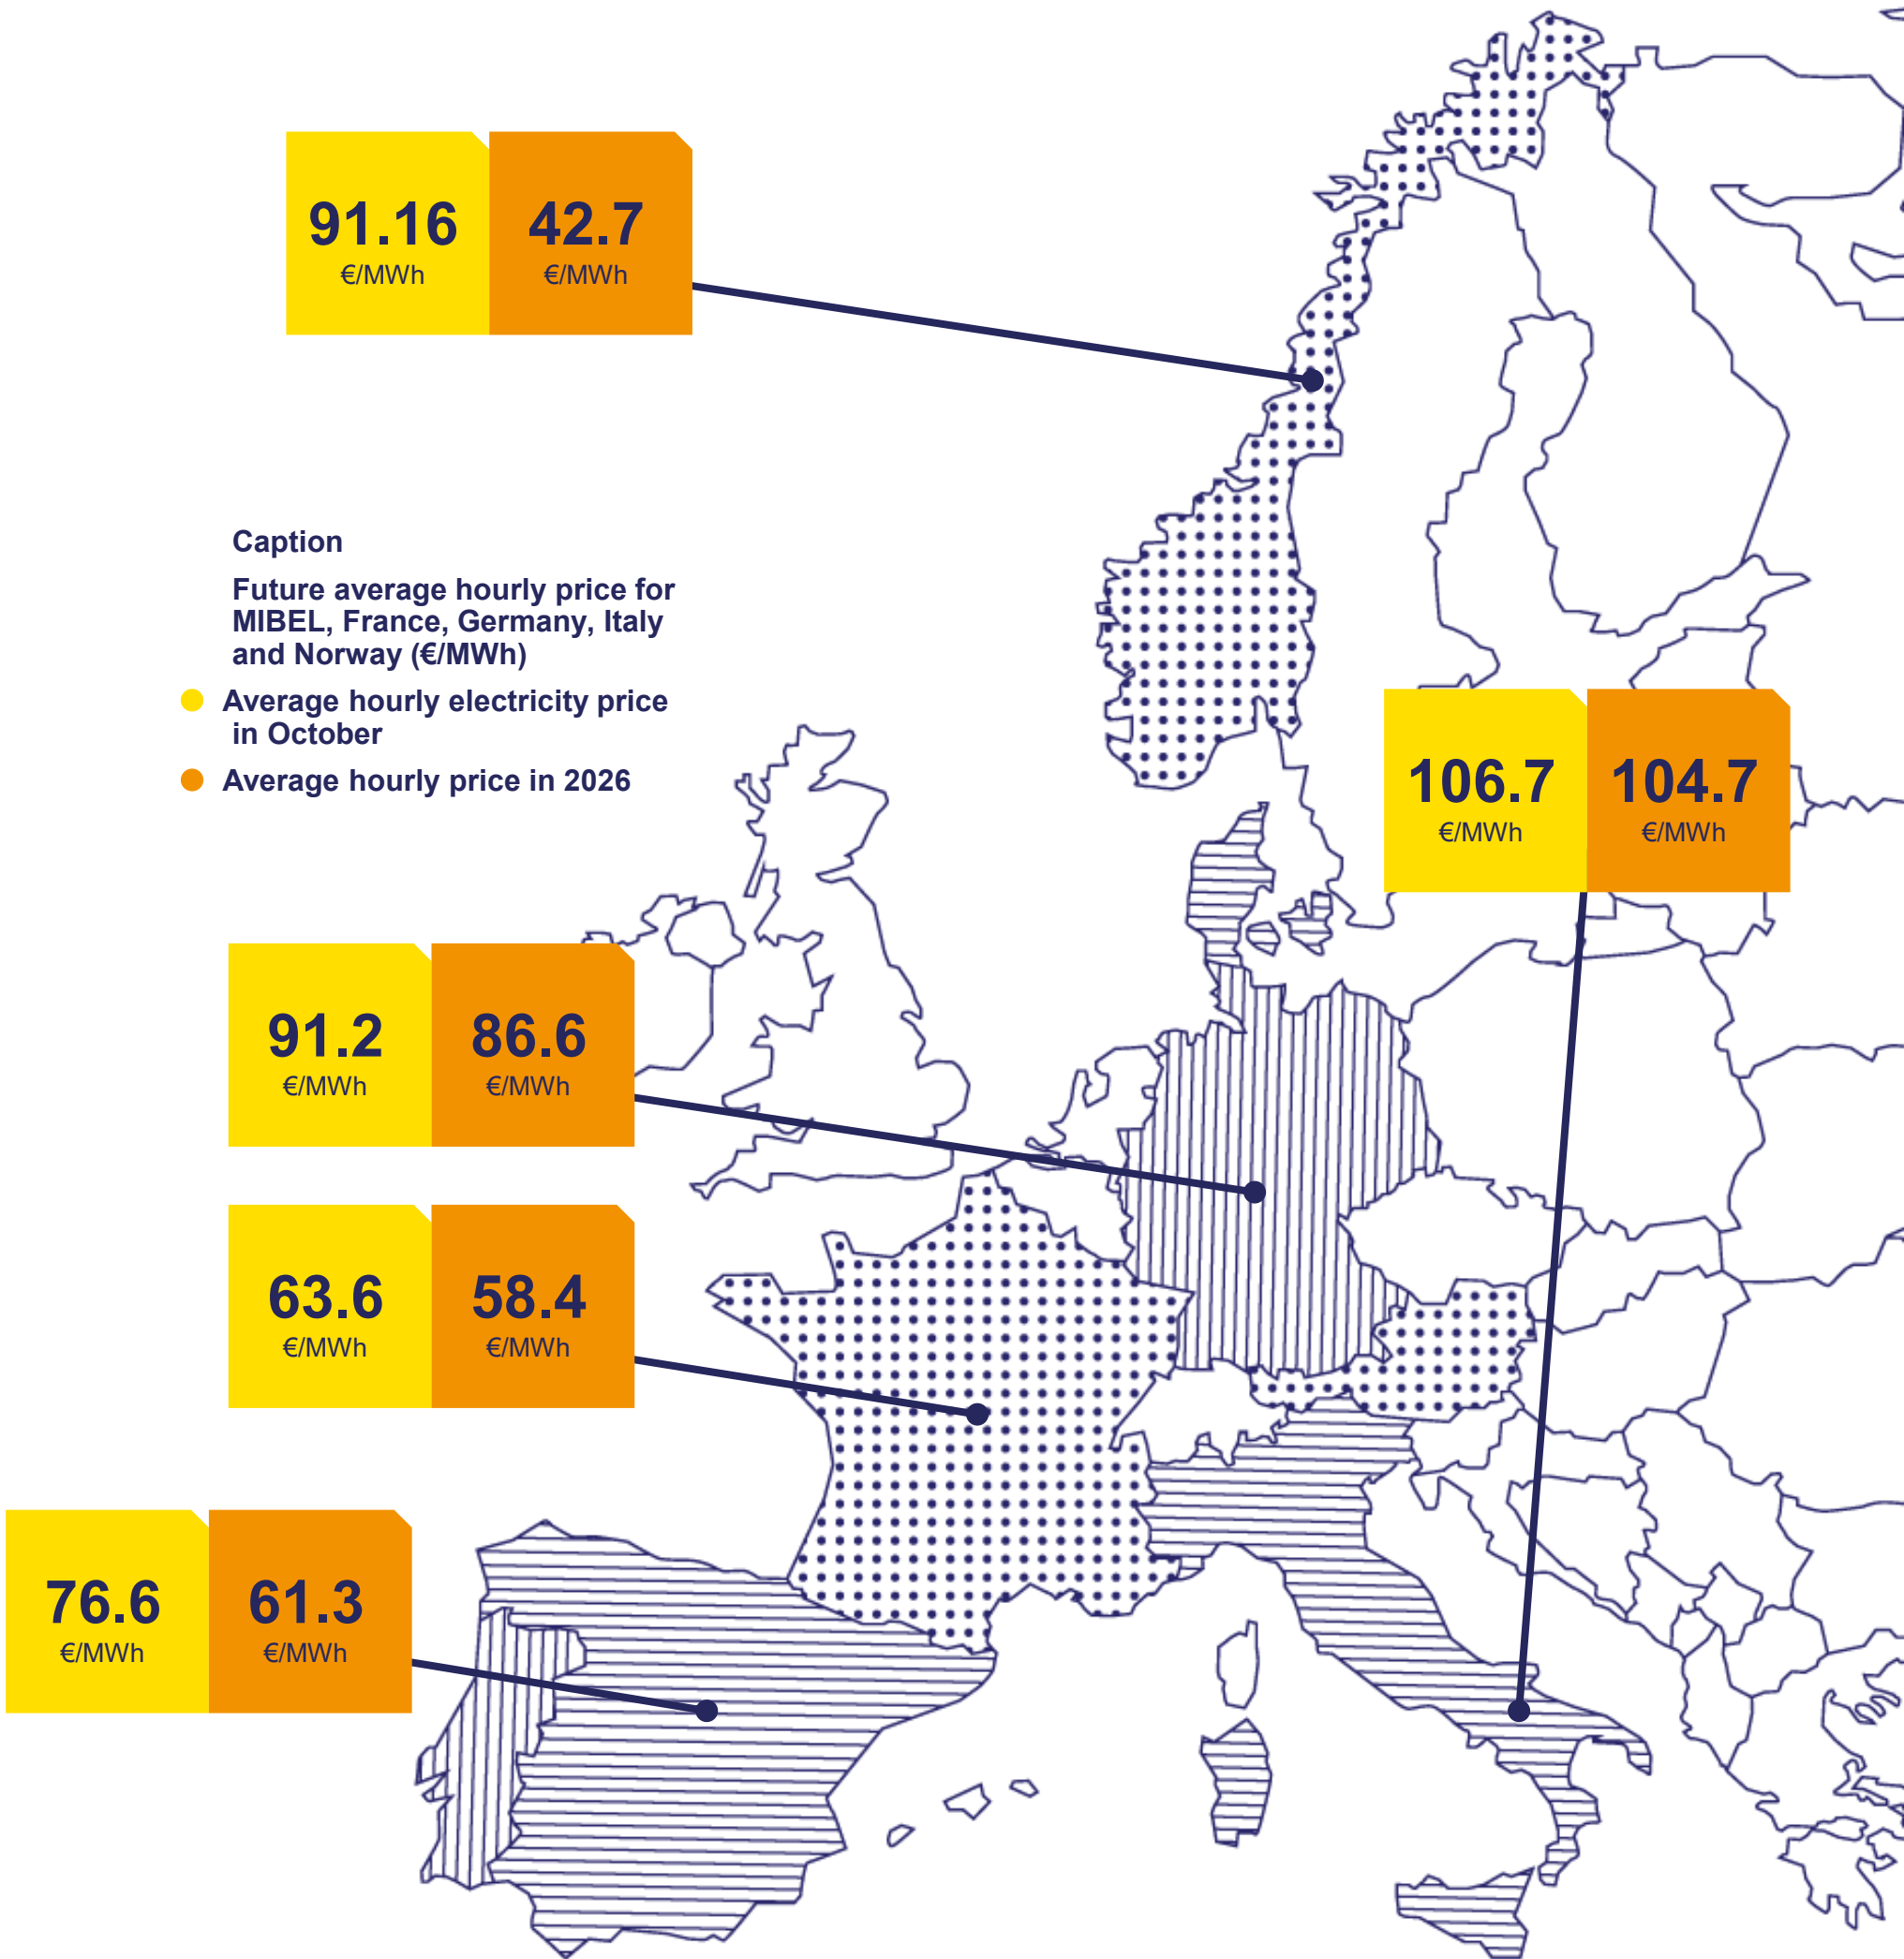 91.16
€/MWh
42.7
€/MWh
Caption
Future average hourly price for
MIBEL, France, Germany, Italy
and Norway (€/MWh)
Average hourly electricity price
in October
Average hourly price in 2026
106.7
€/MWh
104.7
€/MWh
91.2
€/MWh
86.6
€/MWh
63.6
€/MWh
58.4
€/MWh
76.6
€/MWh
61.3
€/MWh